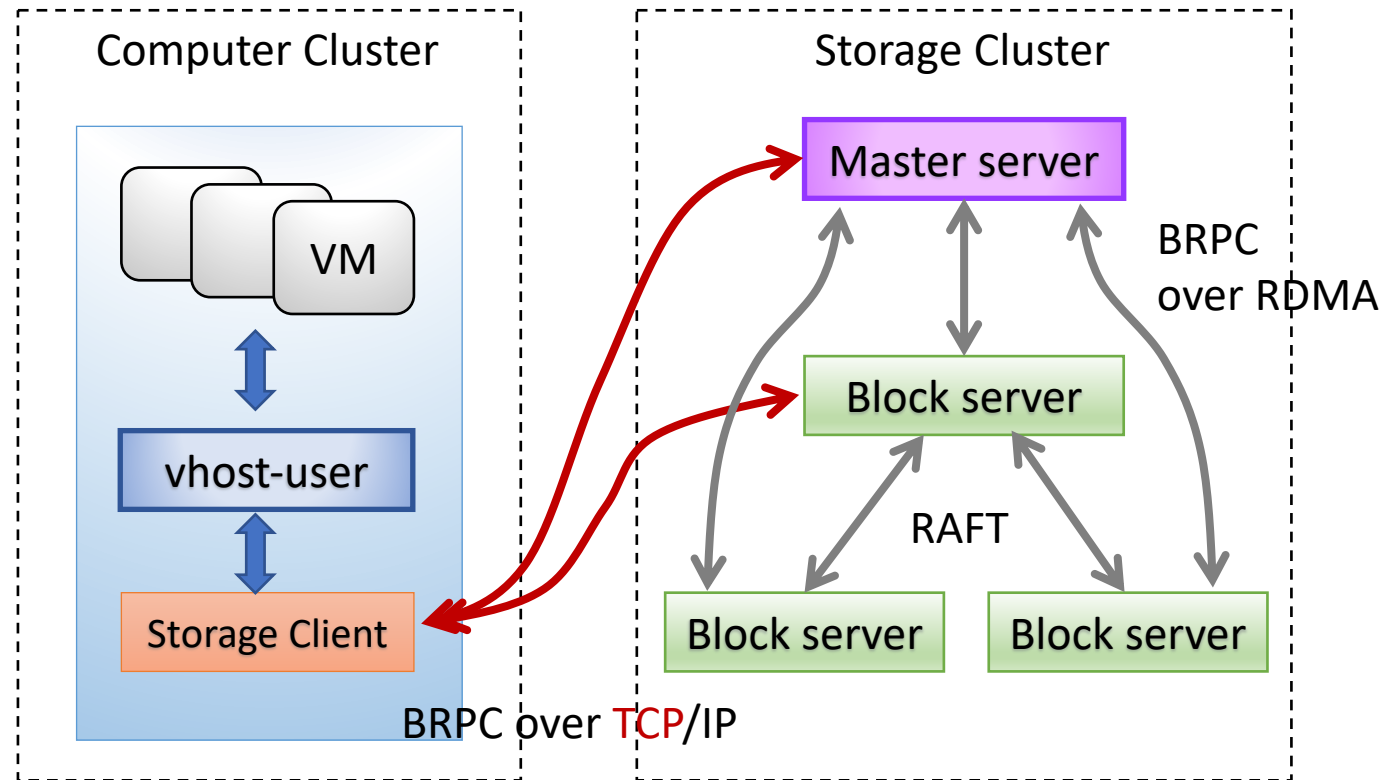 Computer Cluster
VM
vhost-user
Storage Client
BRPC over TCP/IP
Storage Cluster
Master server
BRPC
over RDMA
Block server
RAFT
Block server
Block server